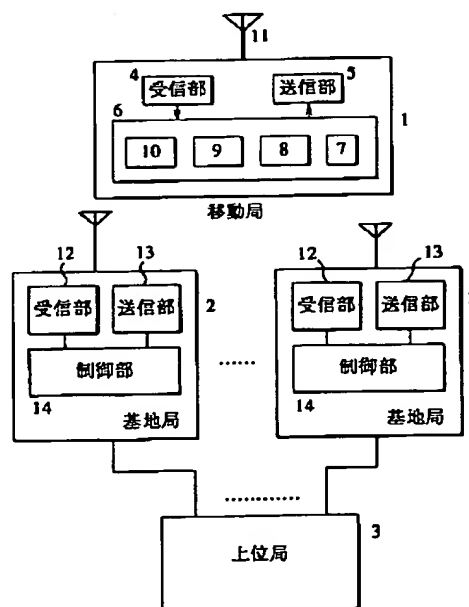 11
4 受信部
5 送信部
6
1
10 9 8 7
移動局
12 13
12 13
受信部 送信部 2
受信部 送信部
制御部
制御部
14
14
基地局
基地局
……
…………
3
上位局